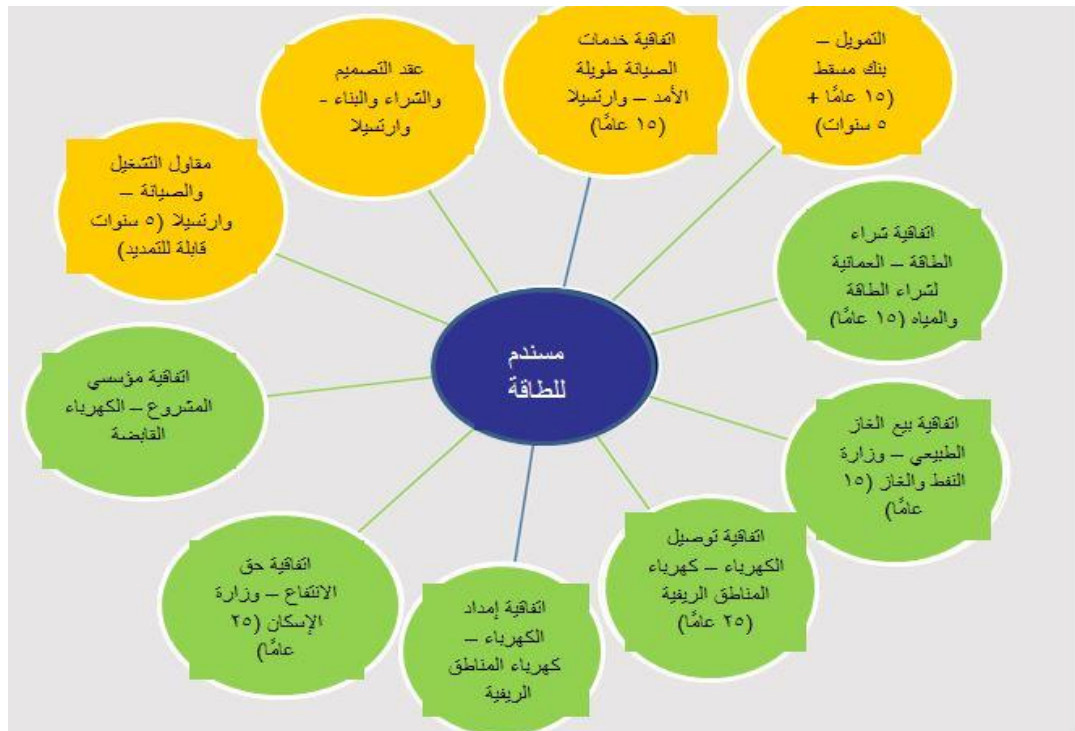 التمويل –
بنك مسقط
(١٥ عامًا +
٥ سنوات)
اتفاقية خدمات
الصيانة طويلة
الأمد – وارتسيلا
(١٥ عامًا)
عقد التصميم
والشراء والبناء -
وارتسيلا
مقاول التشغيل
والصيانة –
وارتسيلا (٥ سنوات
قابلة للتمديد)
اتفاقية شراء
الطاقة – العمانية
لشراء الطاقة
والمياه (١٥ عامًا)
مسندم
للطاقة
اتفاقية مؤسسي
المشروع – الكهرباء
القابضة
اتفاقية بيع الغاز
الطبيعي – وزارة
النفط والغاز (١٥
عامًا)
اتفاقية توصيل
الكهرباء – كهرباء
المناطق الريفية
(٢٥ عامًا)
اتفاقية إمداد
الكهرباء –
كهرباء المناطق
الريفية
اتفاقية حق
الانتفاع – وزارة
الإسكان (٢٥
عامًا)